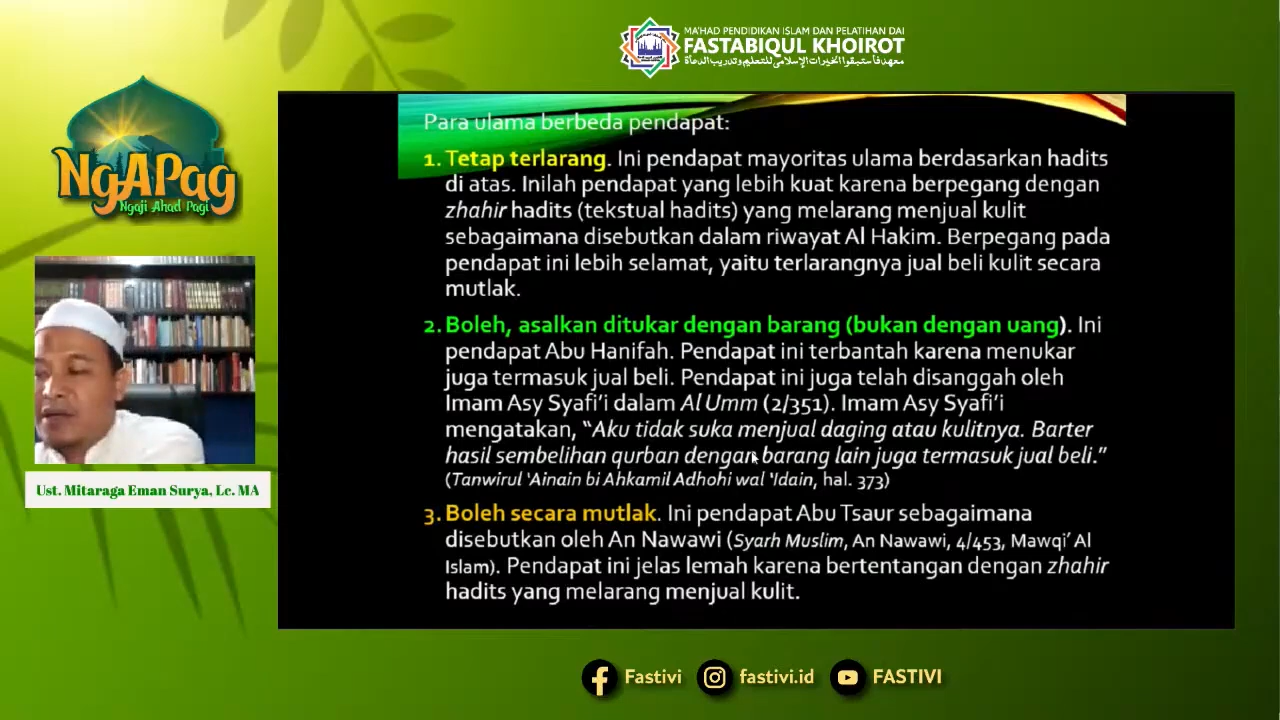 MA'HAD PENDIDIKAN ISLAM DAN PELATIHAN DAI
FASTABIQUL KHOIROT
معهد فاستبقوا الخيرات الإسلامي للتعليم وتدريب الدعاة
NgAPag
Ngaji Ahad Pagi
Para ulama berbeda pendapat:
1. Tetap terlarang. Ini pendapat mayoritas ulama berdasarkan hadits
di atas. Inilah pendapat yang lebih kuat karena berpegang dengan
zhahir hadits (tekstual hadits) yang melarang menjual kulit
sebagaimana disebutkan dalam riwayat Al Hakim. Berpegang pada
pendapat ini lebih selamat, yaitu terlarangnya jual beli kulit secara
mutlak.
2. Boleh, asalkan ditukar dengan barang (bukan dengan uang). Ini
pendapat Abu Hanifah. Pendapat ini terbantah karena menukar
juga termasuk jual beli. Pendapat ini juga telah disanggah oleh
Imam Asy Syafi'i dalam Al Umm (2/351). Imam Asy Syafi'i
mengatakan, “Aku tidak suka menjual daging atau kulitnya. Barter
hasil sembelihan qurban dengan barang lain juga termasuk jual beli.”
(Tanwirul ‘Ainain bi Ahkamil Adhohi wal ‘Idain, hal. 373)
3. Boleh secara mutlak. Ini pendapat Abu Tsaur sebagaimana
disebutkan oleh An Nawawi (Syarh Muslim, An Nawawi, 4/453, Mawqi’ Al
Islam). Pendapat ini jelas lemah karena bertentangan dengan zhahir
hadits yang melarang menjual kulit.
Ust. Mitaraga Eman Surya, Lc. MA
Fastivi
fastivi.id
FASTIVI